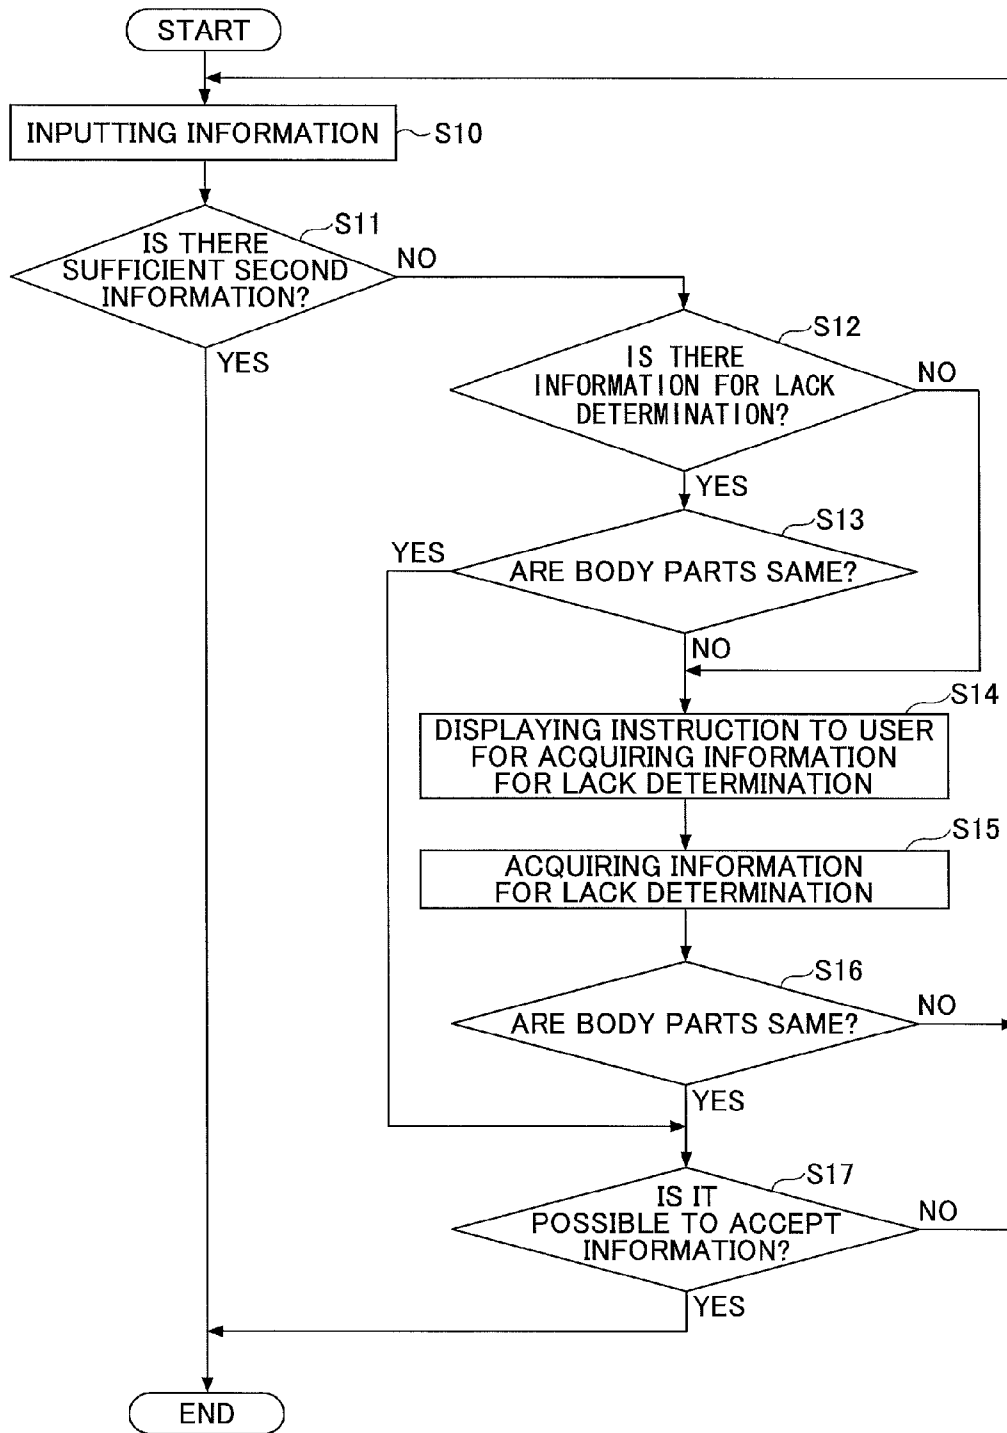 START
INPUTTING INFORMATION
S10
S11
IS THERE
SUFFICIENT SECOND
INFORMATION?
NO
YES
S12
IS THERE
INFORMATION FOR LACK
DETERMINATION?
NO
YES
S13
YES
ARE BODY PARTS SAME?
NO
S14
DISPLAYING INSTRUCTION TO USER
FOR ACQUIRING INFORMATION
FOR LACK DETERMINATION
S15
ACQUIRING INFORMATION
FOR LACK DETERMINATION
S16
ARE BODY PARTS SAME?
NO
YES
S17
IS IT
POSSIBLE TO ACCEPT
INFORMATION?
NO
YES
END